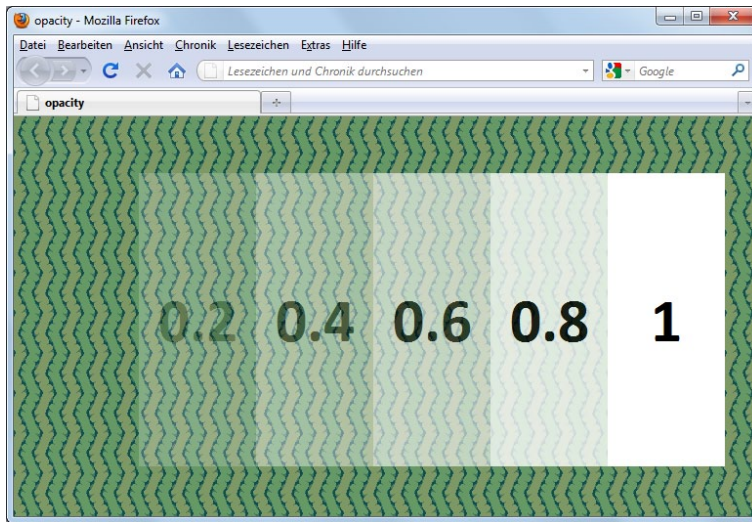 opacity - Mozilla Firefox
Datei Bearbeiten Ansicht Chronik Lesezeichen Extras Hilfe
Lesezeichen und Chronik durchsuchen Google
opacity
0.2 0.4 0.6 0.8 1